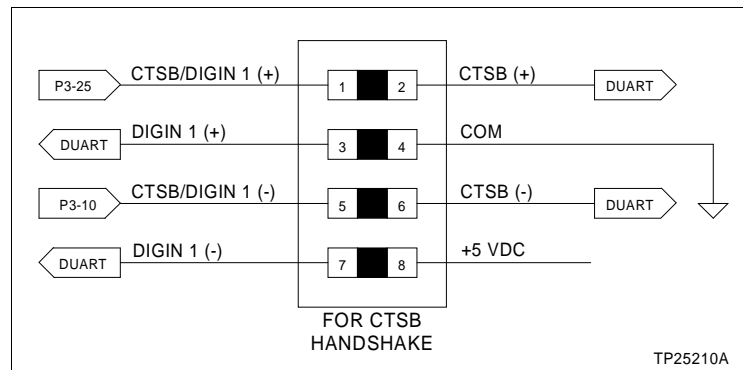 P3-25 CTSB/DIGIN 1 (+) 1 2 CTSB (+) DUART
DUART DIGIN 1 (+) 3 4 COM
P3-10 CTSB/DIGIN 1 (-) 5 6 CTSB (-) DUART
DUART DIGIN 1 (-) 7 8 +5 VDC
FOR CTSB
HANDSHAKE
TP25210A